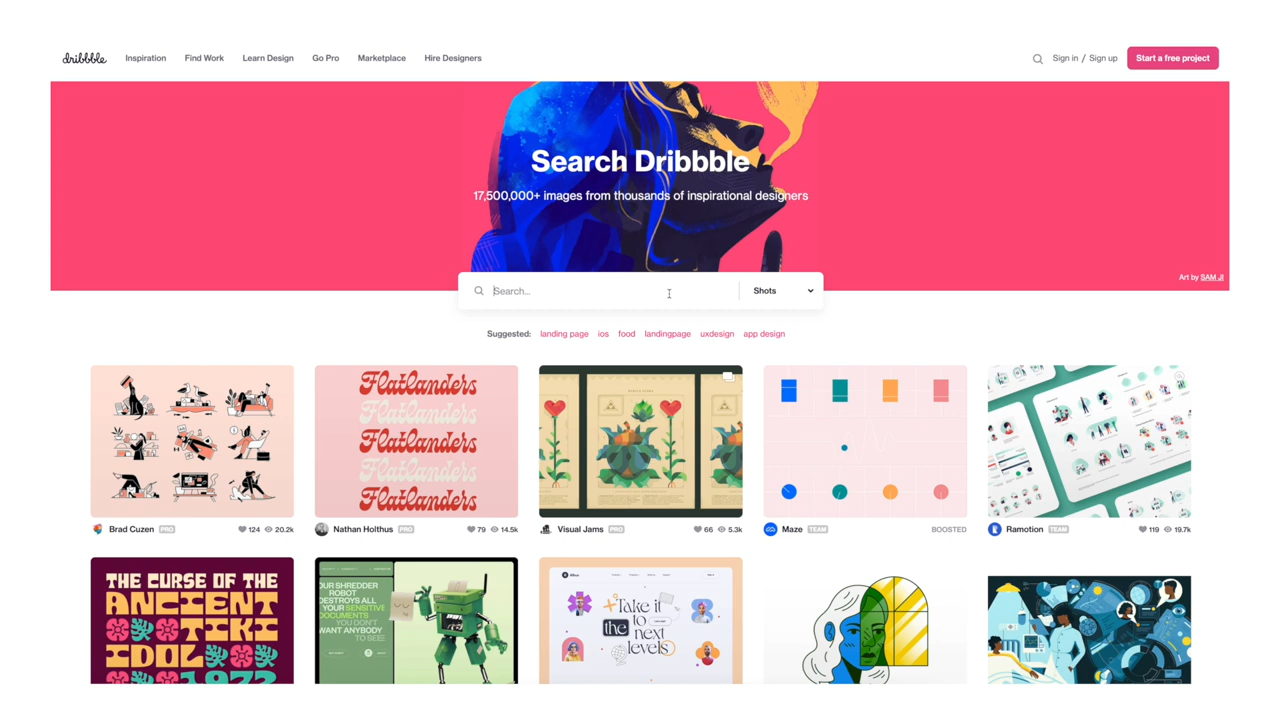 dribbble Inspiration Find Work Learn Design Go Pro Marketplace Hire Designers Sign in / Sign up Start a free project
Search Dribbble
17,500,000+ images from thousands of inspirational designers
Art by SAM JI
Search... Shots
Suggested: landing page ios food landingpage uxdesign app design
Flatlanders
Flatlanders
Flatlanders
Flatlanders
Flatlanders
Brad Cuzen PRO 124 20.2k
Nathan Holthus PRO 79 14.5k
Visual Jams PRO 66 5.3k
Maze TEAM BOOSTED
Ramotion TEAM 119 19.7k
THE CURSE OF THE
ANCIENT
TIKI
IDOL
1972
OUR SHREDDER
ROBOT
DESTROYS ALL
YOUR SENSITIVE
DOCUMENTS
YOU DON'T
WANT ANYBODY
TO SEE.
Take it
to
the next
levels